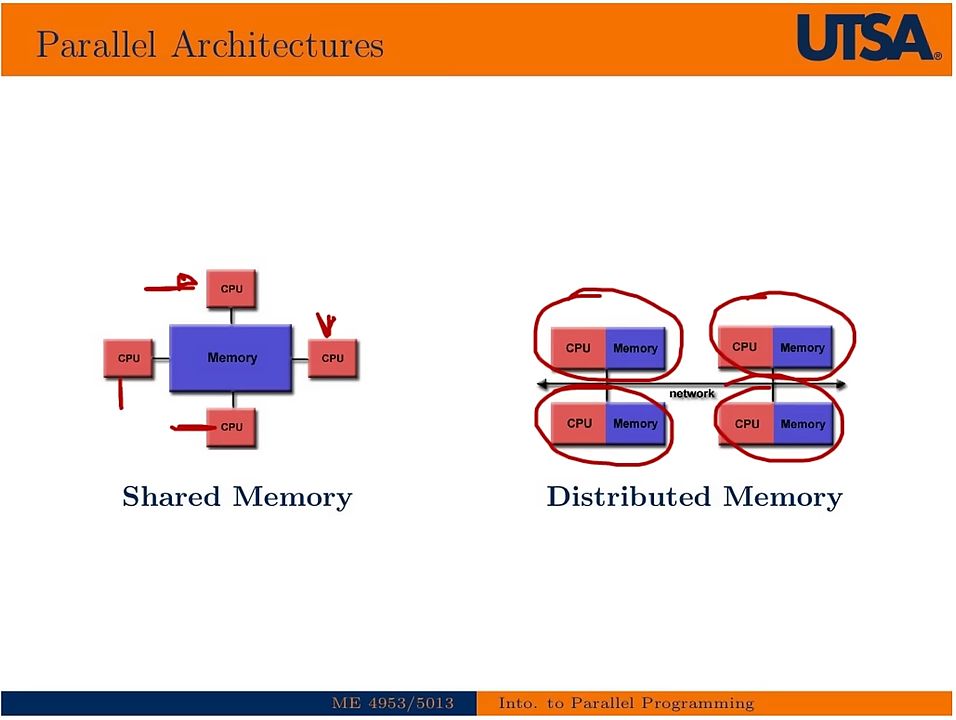 Parallel Architectures
UTSA®
CPU
CPU
Memory
CPU
CPU
Shared Memory
CPU Memory
CPU Memory
network
CPU Memory
CPU Memory
Distributed Memory
ME 4953/5013
Into. to Parallel Programming